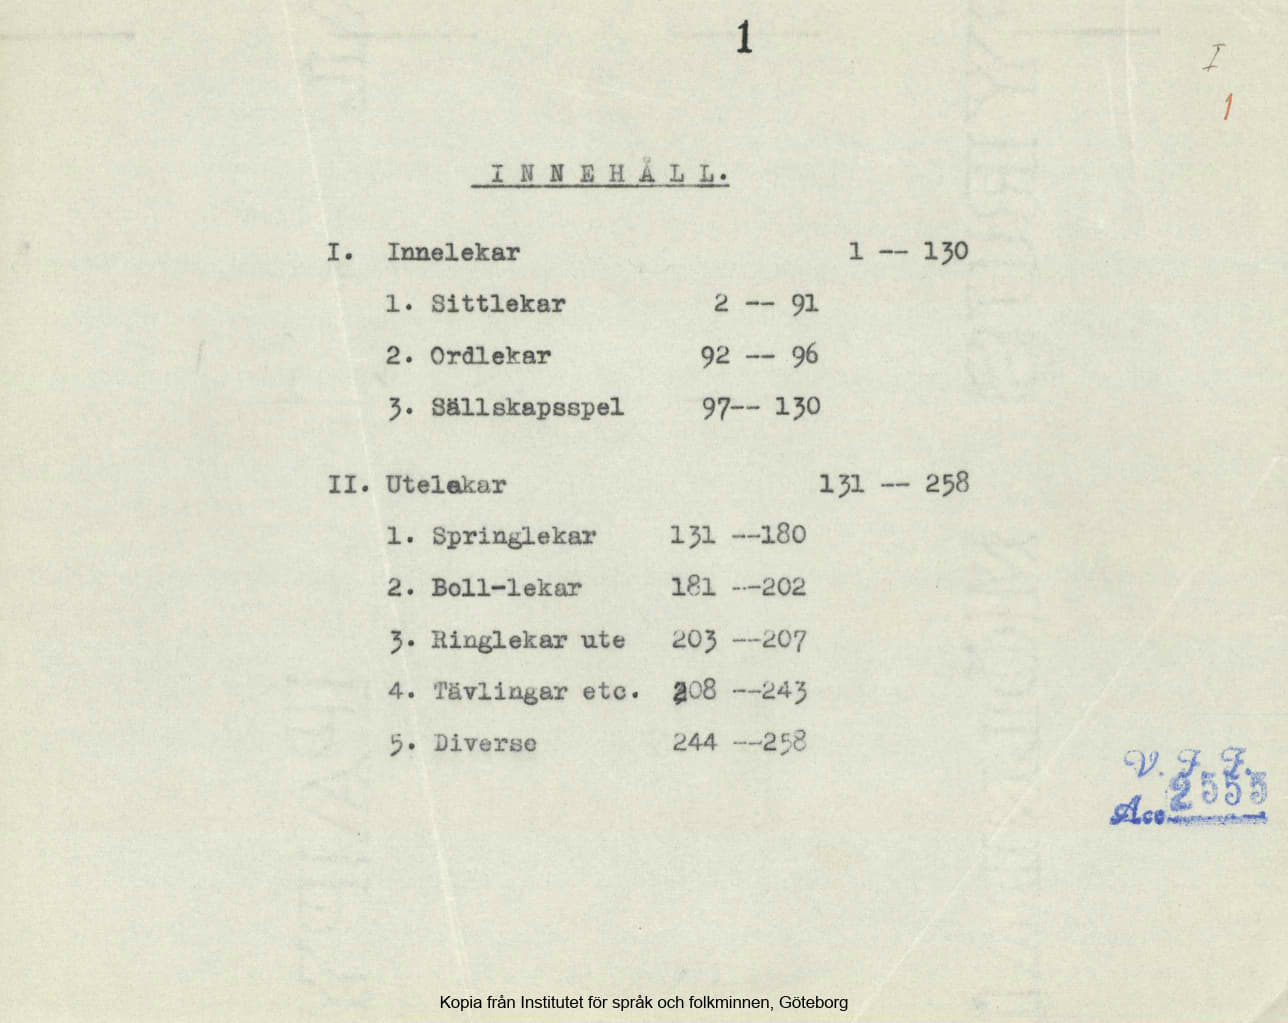 1
I
1
I N N E H Å L L.
I. Innelekar 1 -- 130
1. Sittlekar 2 -- 91
2. Ordlekar 92 -- 96
3. Sällskapsspel 97-- 130
II. Utelekar 131 -- 258
1. Springlekar 131 --180
2. Boll-lekar 181 --202
3. Ringlekar ute 203 --207
4. Tävlingar etc. 208 --243
5. Diverse 244 --258
V. F. F.
Acc 2555
Kopia från Institutet för språk och folkminnen, Göteborg